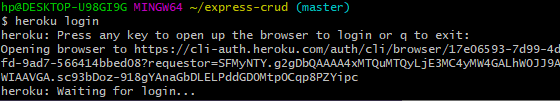 hp@DESKTOP-U98GI9G MINGW64 ~/express-crud (master)
$ heroku login
heroku: Press any key to open up the browser to login or q to exit:
Opening browser to https://cli-auth.heroku.com/auth/cli/browser/17e06593-7d99-4d
fd-9ad7-566414bbed08?requestor=SFMyNTY.g2gDbQAAAA4xMTQuMTQyLjE3MC4yMW4GALhWOJJ9A
WIAAVGA.sc93bDoz-918gYAnaGbDLELPddGDOMtpOCqp8PZYipc
heroku: Waiting for login...